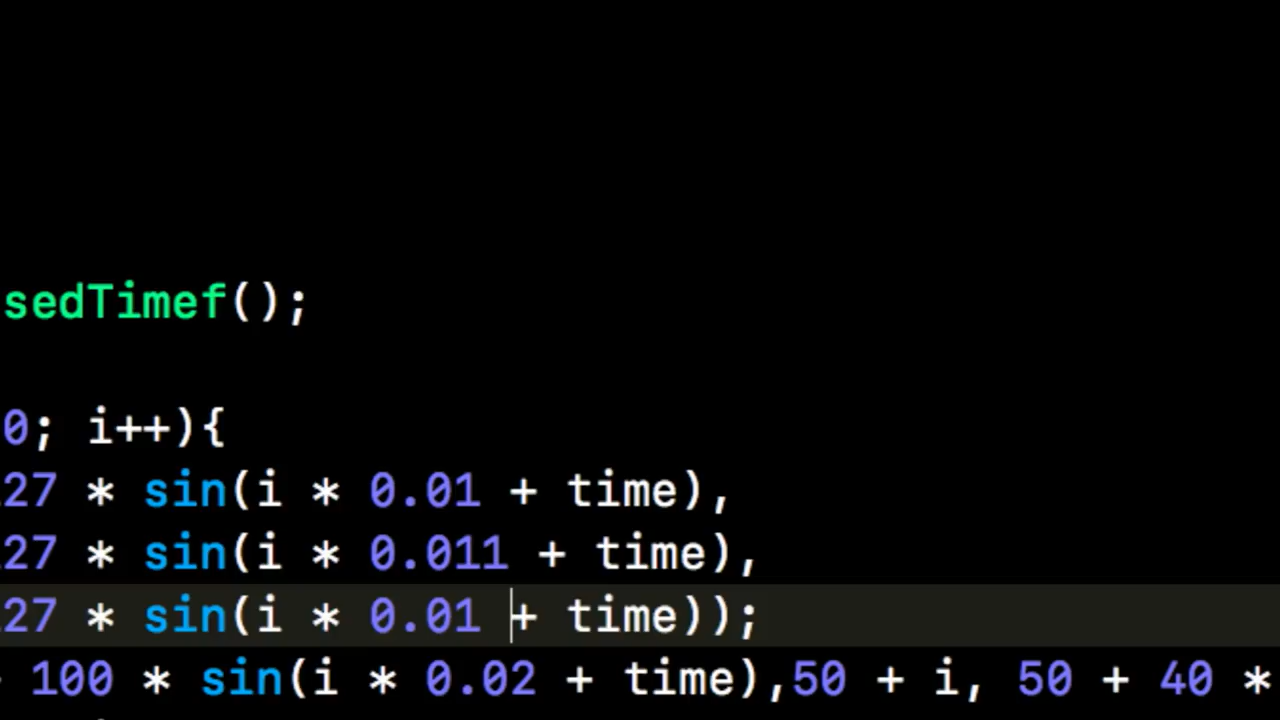 sedTimef();
0; i++){
27 * sin(i * 0.01 + time),
27 * sin(i * 0.011 + time),
27 * sin(i * 0.01 + time));
100 * sin(i * 0.02 + time),50 + i, 50 + 40 *